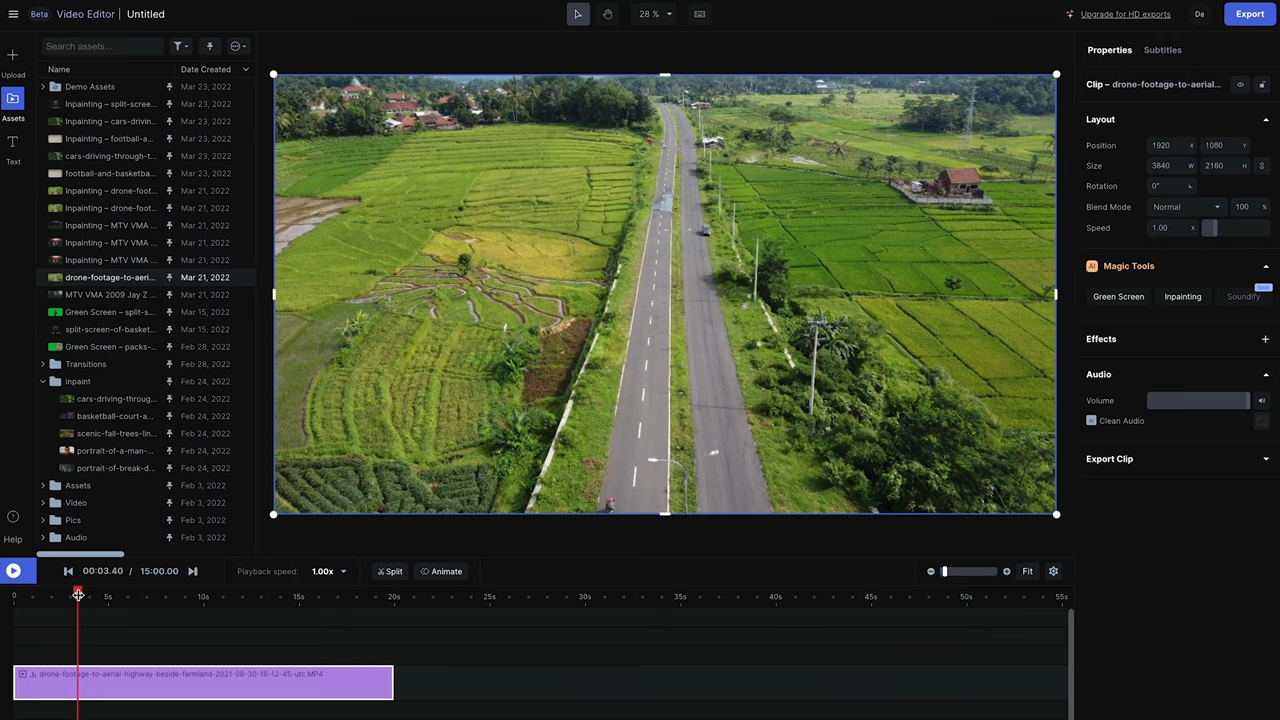 Beta Video Editor Untitled
28 %
Upgrade for HD exports
Da
Export
Upload
Assets
Text
Help
Search assets...
Name Date Created
Demo Assets Mar 23, 2022
Inpainting – split-scree... Mar 23, 2022
Inpainting – cars-drivin... Mar 23, 2022
Inpainting – football-a... Mar 23, 2022
cars-driving-through-t... Mar 23, 2022
football-and-basketba... Mar 23, 2022
Inpainting – drone-foot... Mar 21, 2022
Inpainting – drone-foot... Mar 21, 2022
Inpainting – MTV VMA ... Mar 21, 2022
Inpainting – MTV VMA ... Mar 21, 2022
Inpainting – MTV VMA ... Mar 21, 2022
drone-footage-to-aeri... Mar 21, 2022
MTV VMA 2009 Jay Z ... Mar 21, 2022
Green Screen – split-s... Mar 15, 2022
split-screen-of-basket... Mar 15, 2022
Green Screen – packs-... Feb 28, 2022
Transitions Feb 28, 2022
Inpaint Feb 24, 2022
cars-driving-throug... Feb 24, 2022
basketball-court-a... Feb 24, 2022
scenic-fall-trees-lin... Feb 24, 2022
portrait-of-a-man-... Feb 24, 2022
portrait-of-break-d... Feb 24, 2022
Assets Feb 3, 2022
Video Feb 3, 2022
Pics Feb 3, 2022
Audio Feb 3, 2022
Properties Subtitles
Clip – drone-footage-to-aerial...
Layout
Position 1920 X 1080 Y
Size 3840 W 2160 H
Rotation 0°
Blend Mode Normal 100 %
Speed 1.00 X
AI Magic Tools
Green Screen Inpainting Soundify
Effects
Audio
Volume
AI Clean Audio
Export Clip
00:03.40 / 15:00.00
Playback speed: 1.00x
Split
Animate
Fit
0 5s 10s 15s 20s 25s 30s 35s 40s 45s 50s 55s
drone-footage-to-aerial-highway-beside-farmland-2021-08-30-18-12-45-utc.MP4